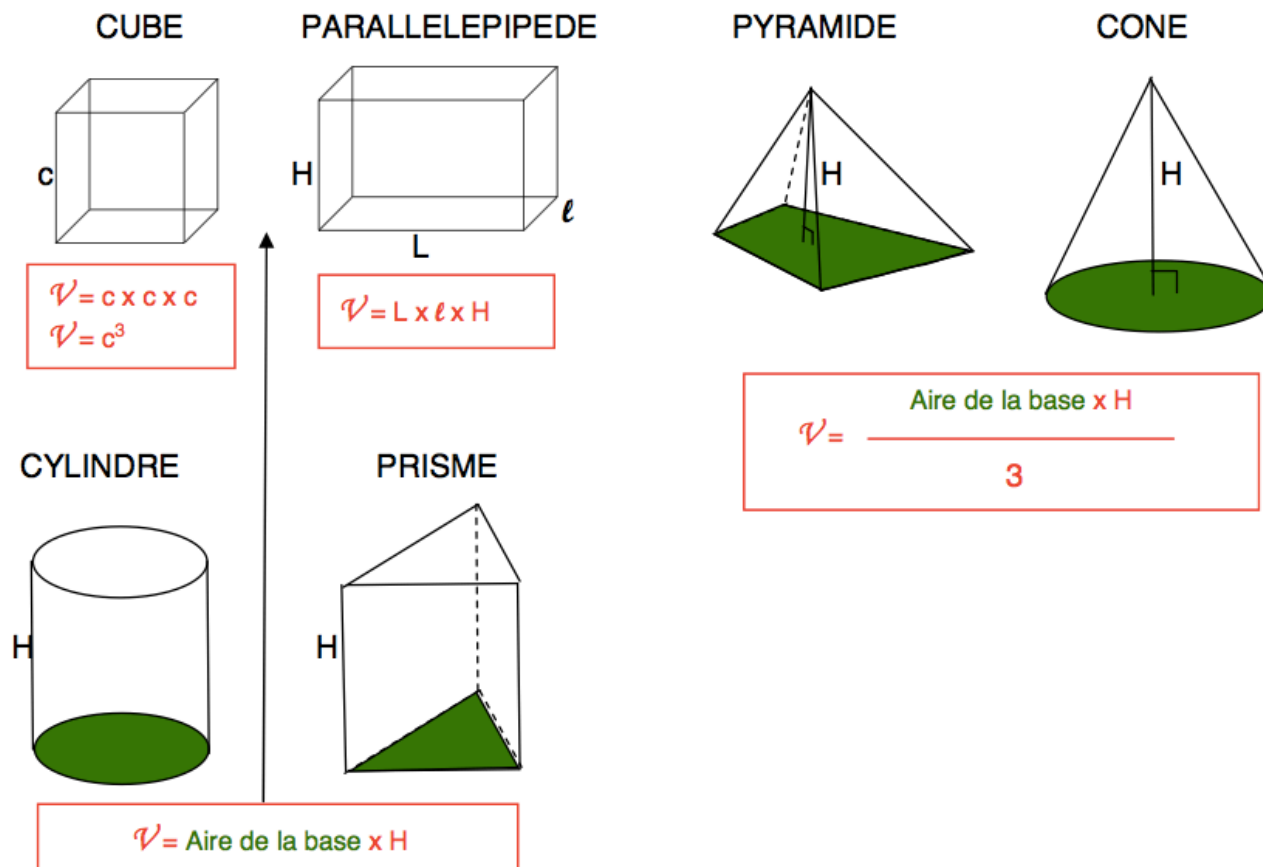 CUBE
PARALLELEPIPEDE
PYRAMIDE
CONE
c
H
ℓ
L
H
H
𝒱 = c x c x c
𝒱 = c³
𝒱 = L x ℓ x H
Aire de la base x H
𝒱 =
3
CYLINDRE
PRISME
H
H
𝒱 = Aire de la base x H